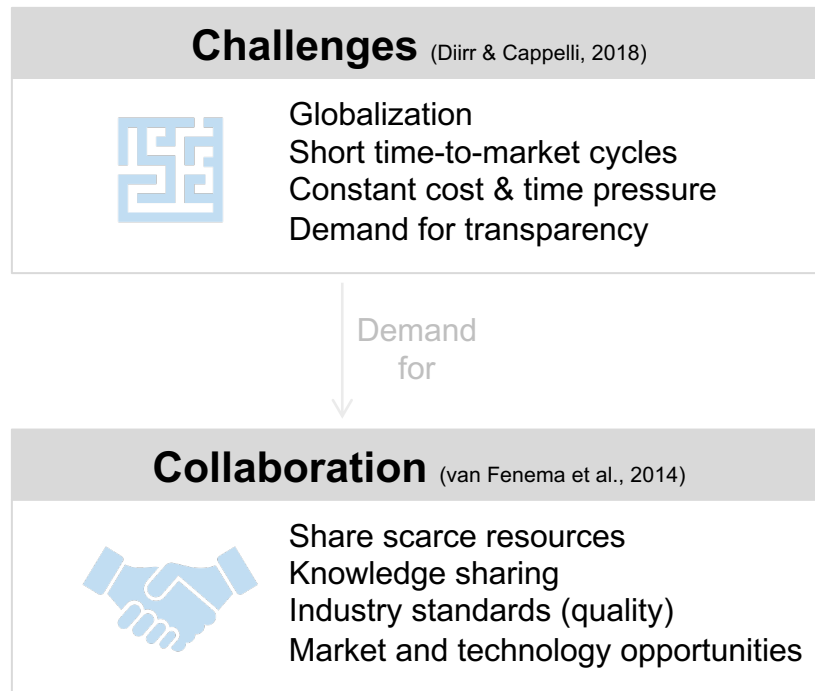 Challenges (Diirr & Cappelli, 2018)
Globalization
Short time-to-market cycles
Constant cost & time pressure
Demand for transparency
Demand
for
Collaboration (van Fenema et al., 2014)
Share scarce resources
Knowledge sharing
Industry standards (quality)
Market and technology opportunities